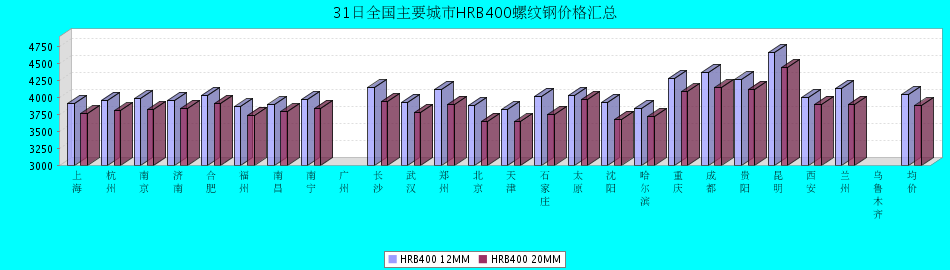 31日全国主要城市HRB400螺纹钢价格汇总
4750
4500
4250
4000
3750
3500
3250
3000
上海
杭州
南京
济南
合肥
福州
南昌
南宁
广州
长沙
武汉
郑州
北京
天津
石家庄
太原
沈阳
哈尔滨
重庆
成都
贵阳
昆明
西安
兰州
乌鲁木齐
均价
HRB400 12MM HRB400 20MM